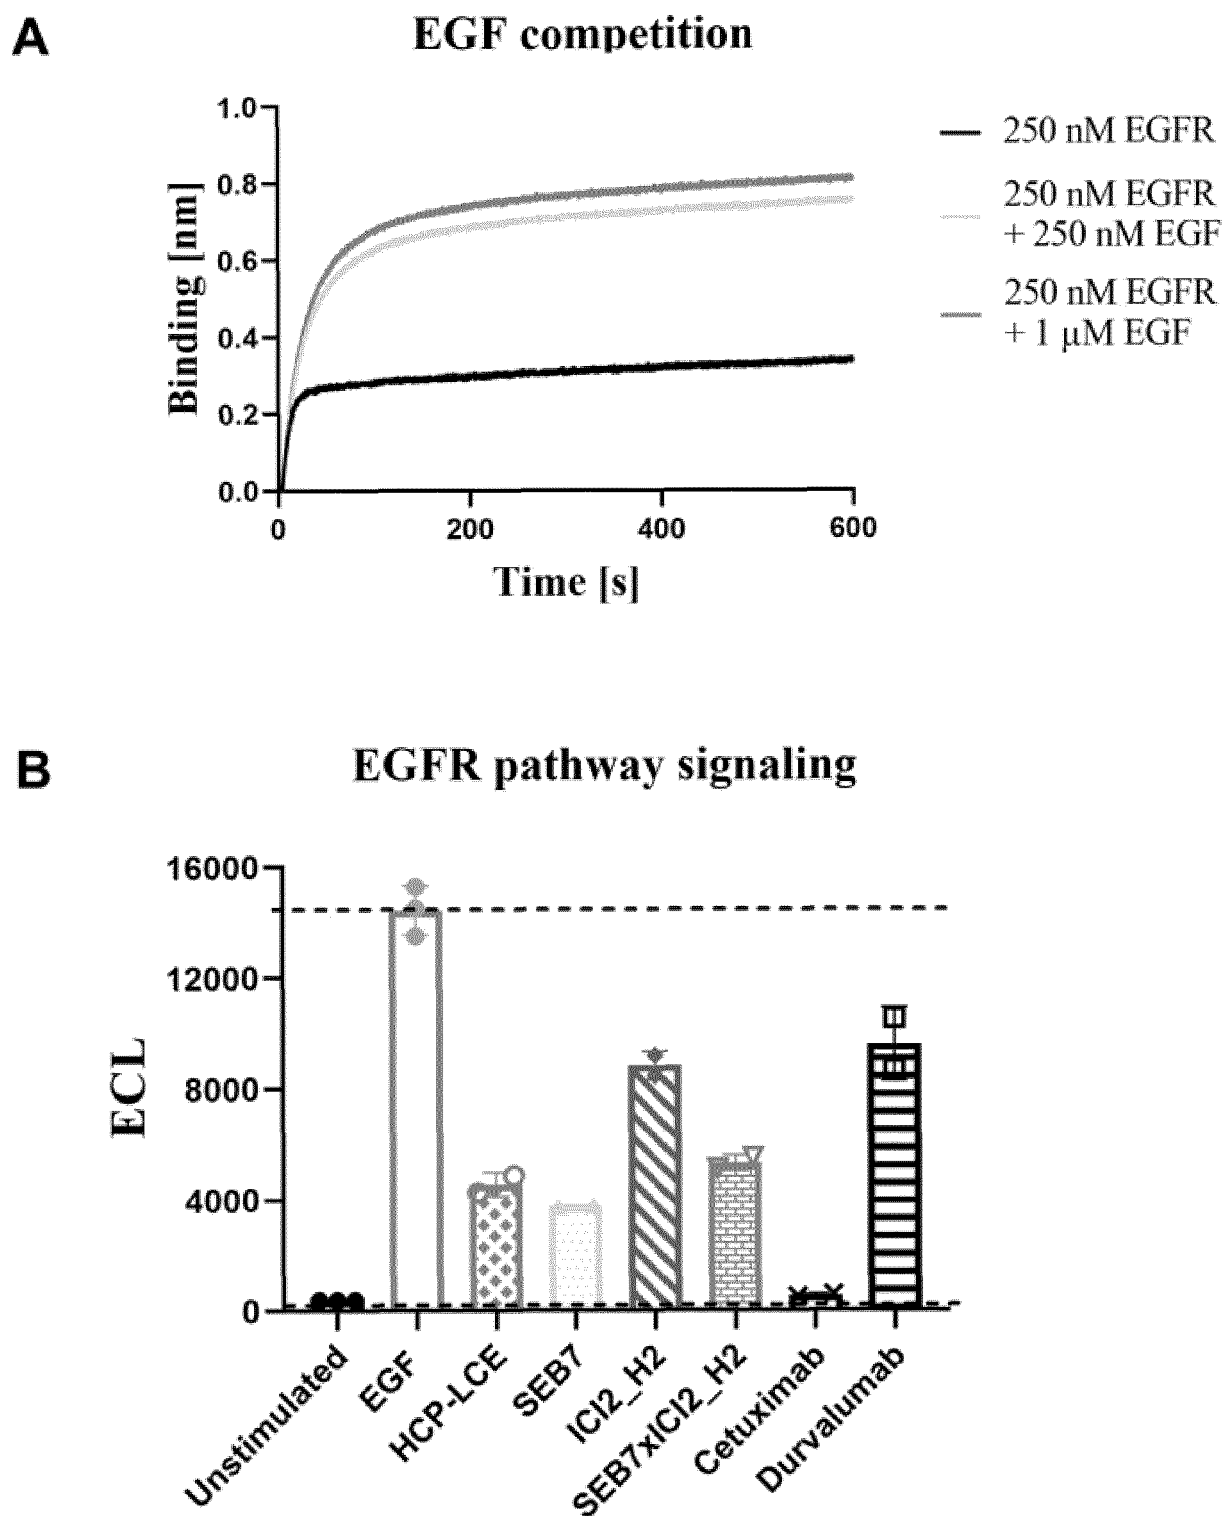 A
EGF competition
1.0
0.8
0.6
0.4
0.2
0.0
Binding [nm]
0
200
400
600
Time [s]
250 nM EGFR
250 nM EGFR
+ 250 nM EGF
250 nM EGFR
+ 1 µM EGF
B
EGFR pathway signaling
16000
12000
8000
4000
0
ECL
Unstimulated
EGF
HCP-LCE
SEB7
ICI2_H2
SEB7xICI2_H2
Cetuximab
Durvalumab